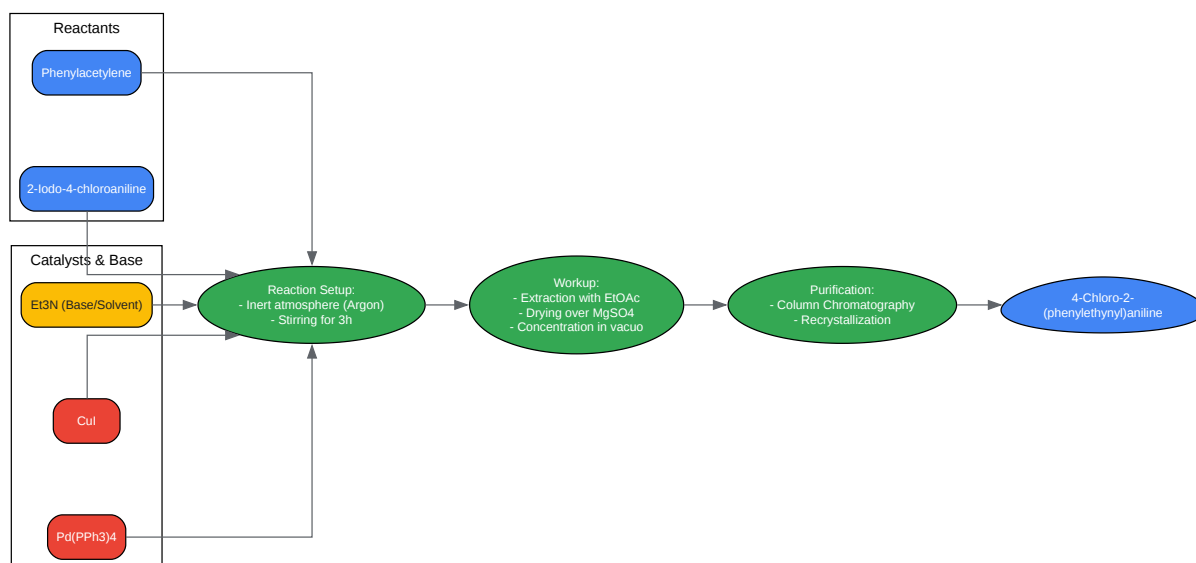 Reactants
Phenylacetylene
2-Iodo-4-chloroaniline
Catalysts & Base
Et3N (Base/Solvent)
CuI
Pd(PPh3)4
Reaction Setup:
- Inert atmosphere (Argon)
- Stirring for 3h
Workup:
- Extraction with EtOAc
- Drying over MgSO4
- Concentration in vacuo
Purification:
- Column Chromatography
- Recrystallization
4-Chloro-2-
(phenylethynyl)aniline